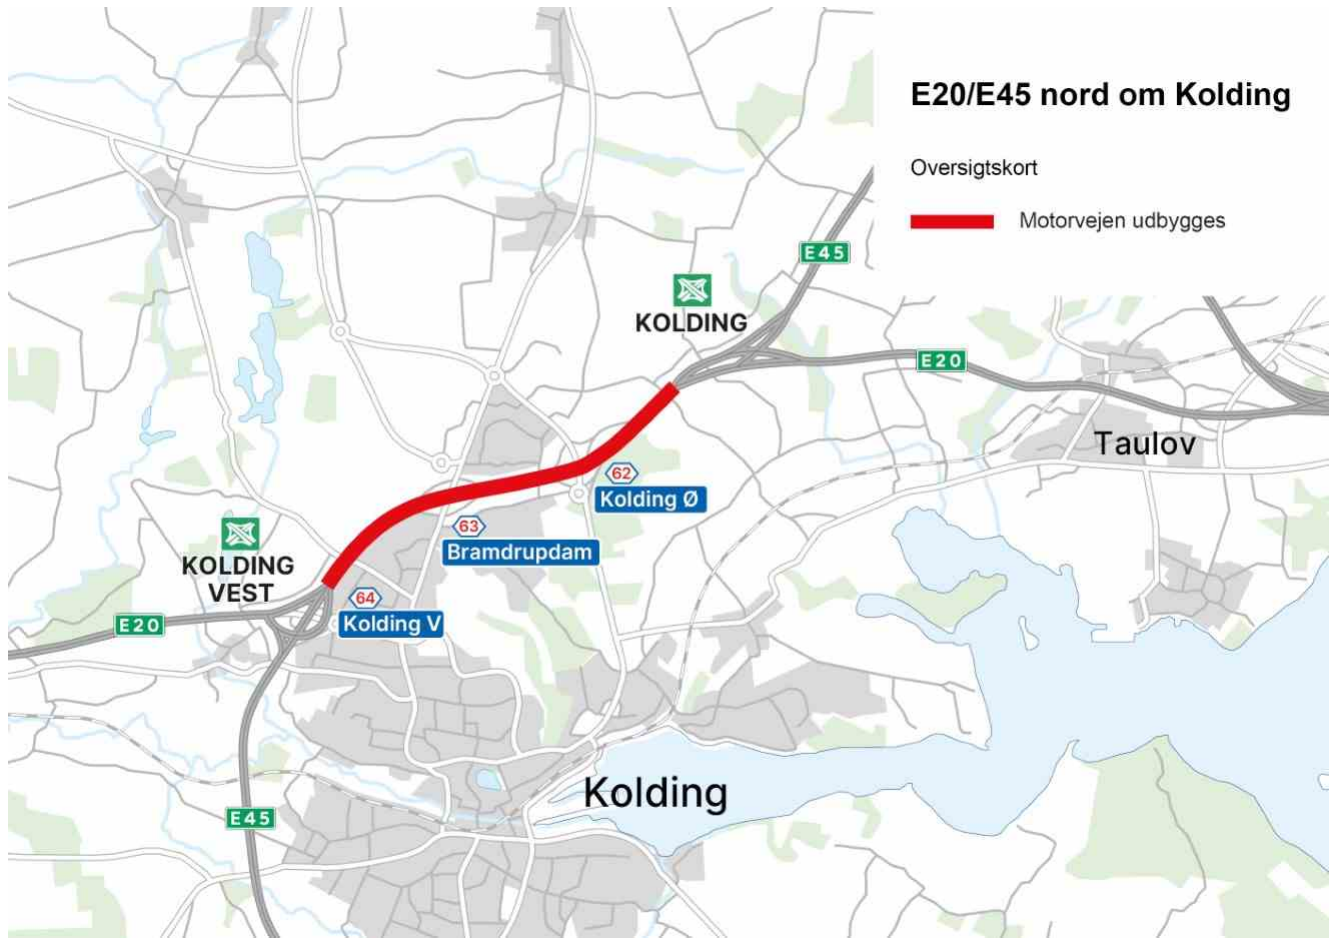 E20/E45 nord om Kolding
Oversigtskort
Motorvejen udbygges
E45
KOLDING
E20
Taulov
62
Kolding Ø
63
Bramdrupdam
KOLDING
VEST
64
Kolding V
E20
Kolding
E45